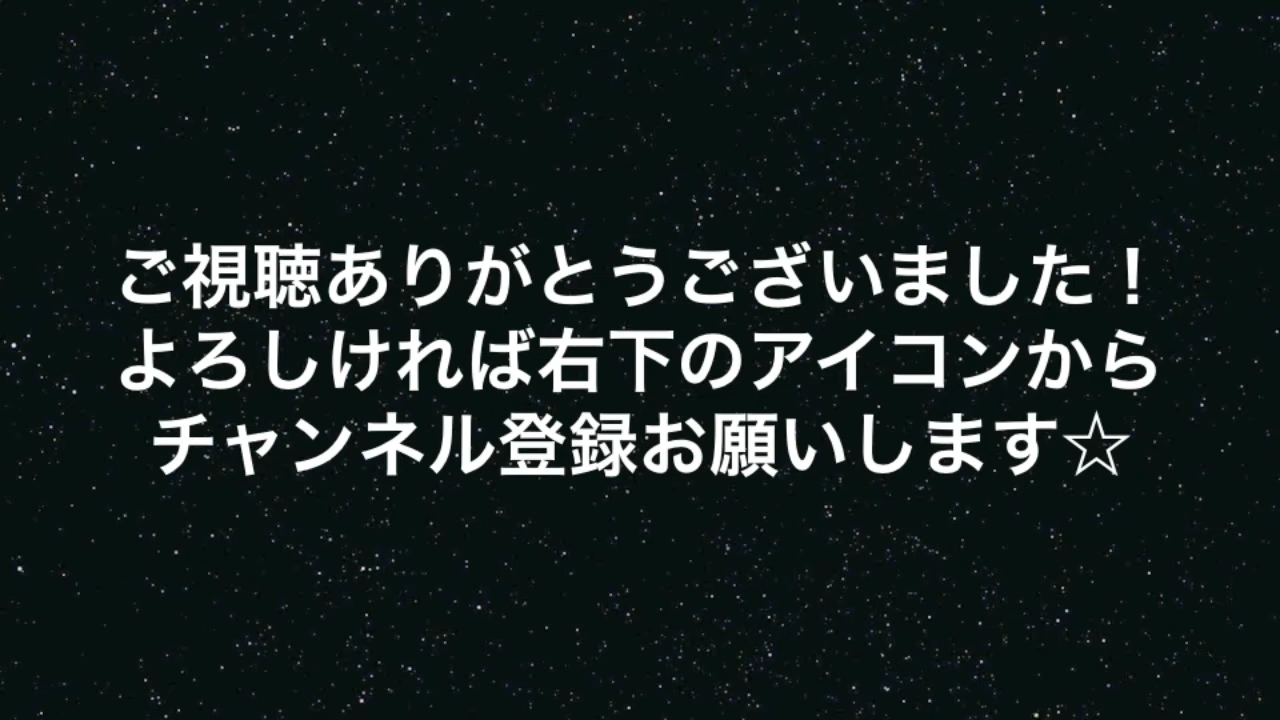 ご視聴ありがとうございました！
よろしければ右下のアイコンから
チャンネル登録お願いします☆